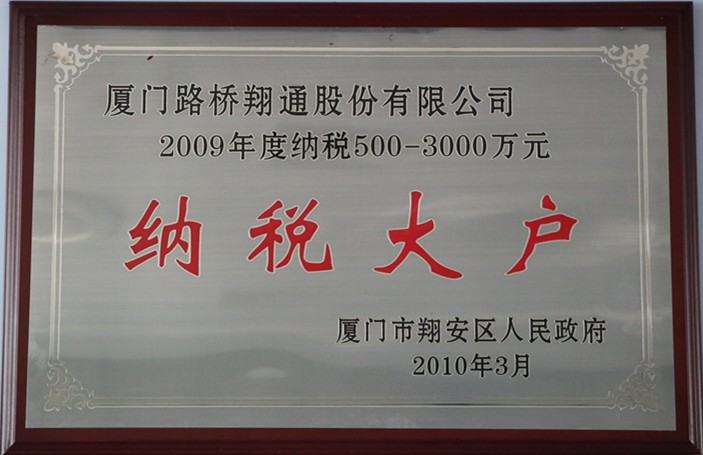 厦门路桥翔通股份有限公司
2009年度纳税500-3000万元
纳税大户
厦门市翔安区人民政府
2010年3月